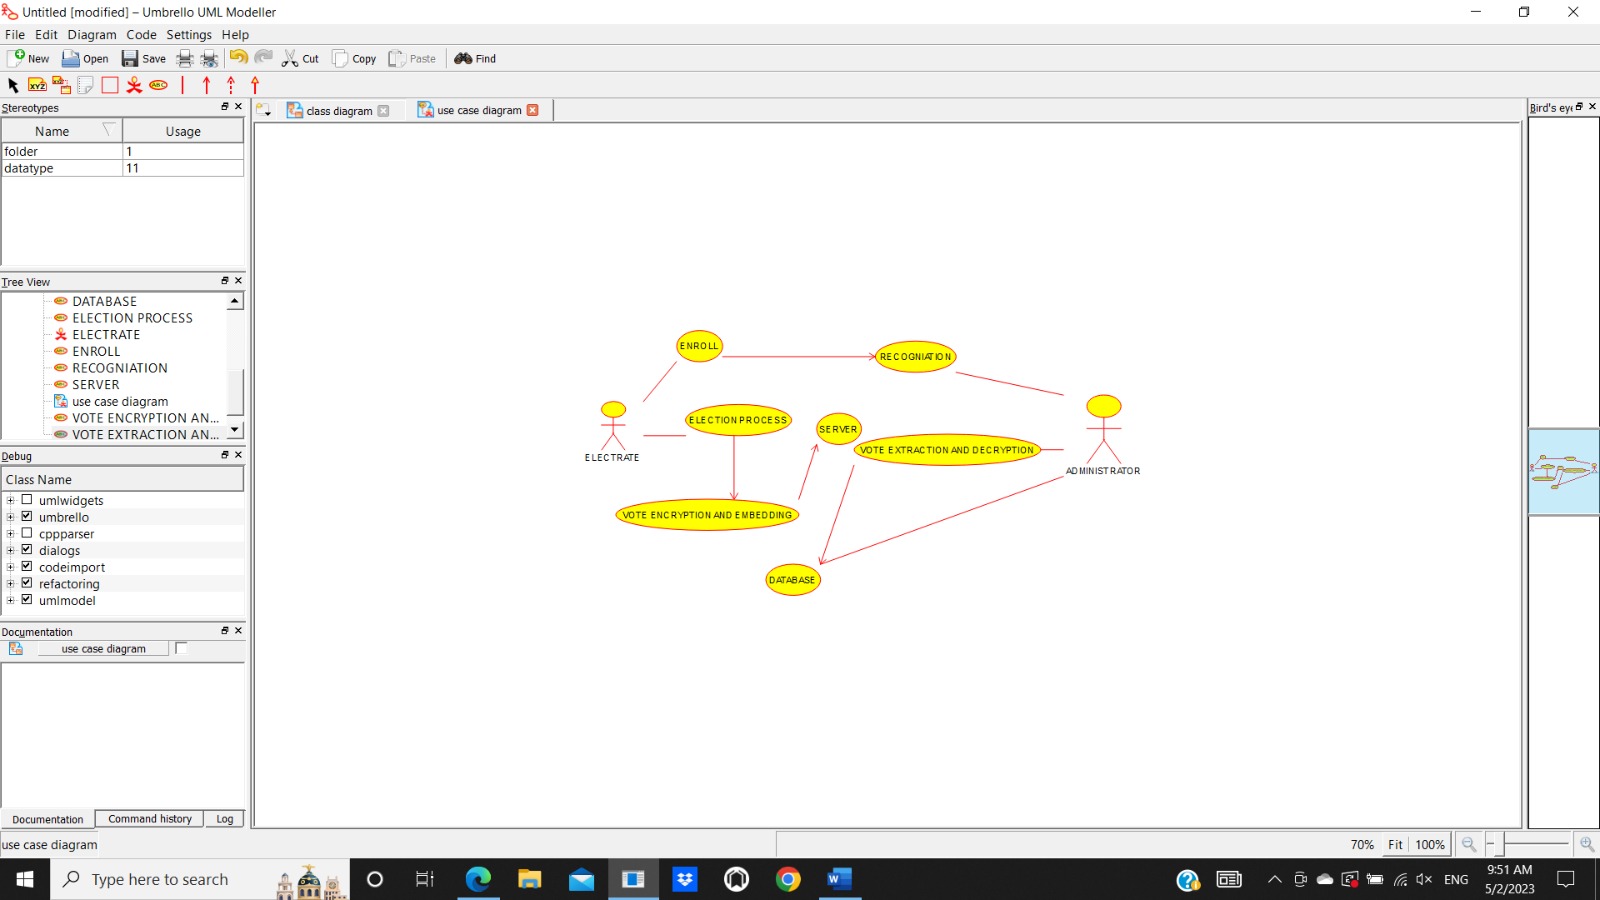 Untitled [modified] – Umbrello UML Modeller
File Edit Diagram Code Settings Help
New Open Save Cut Copy Paste Find
XYZ ABC
Stereotypes
Name Usage
folder 1
datatype 11
Tree View
DATABASE
ELECTION PROCESS
ELECTRATE
ENROLL
RECOGNIATION
SERVER
use case diagram
VOTE ENCRYPTION AN...
VOTE EXTRACTION AN...
Debug
Class Name
umlwidgets
umbrello
cppparser
dialogs
codeimport
refactoring
umlmodel
Documentation
use case diagram
Documentation Command history Log
use case diagram
class diagram use case diagram
ENROLL
RECOGNIATION
ELECTION PROCESS
SERVER
ELECTRATE
VOTE EXTRACTION AND DECRYPTION
ADMINISTRATOR
VOTE ENCRYPTION AND EMBEDDING
DATABASE
Bird's eye
70% Fit 100%
Type here to search
ENG
9:51 AM
5/2/2023